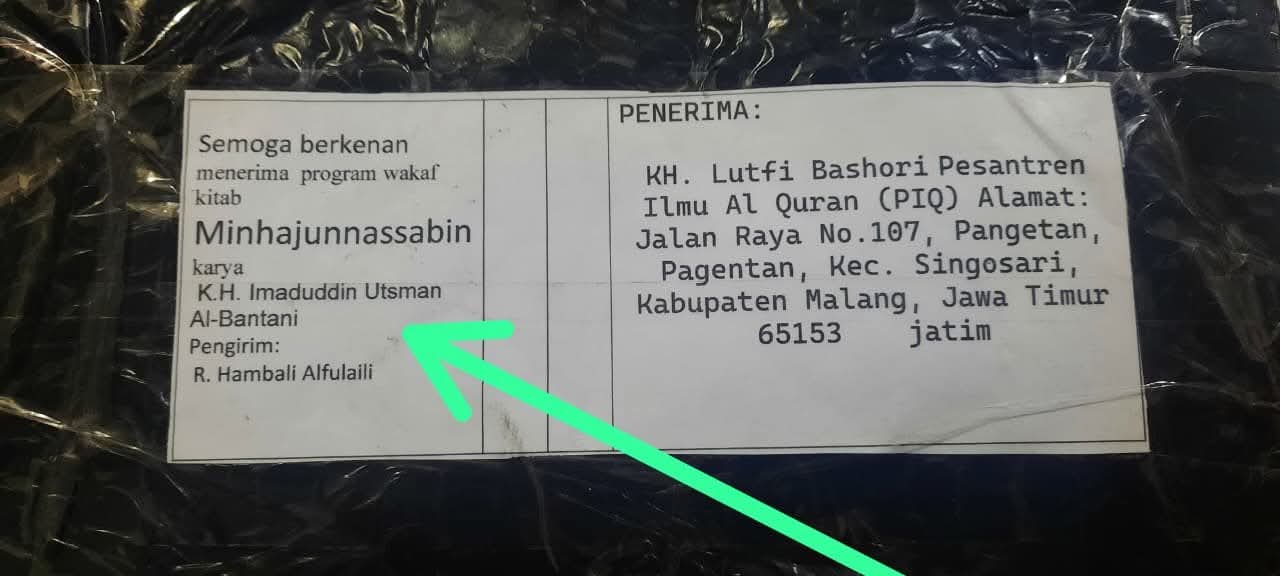 Semoga berkenan
menerima program wakaf
kitab
Minhajunnassabin
karya
K.H. Imaduddin Utsman
Al-Bantani
Pengirim:
R. Hambali Alfulaili
PENERIMA:
KH. Lutfi Bashori Pesantren
Ilmu Al Quran (PIQ) Alamat:
Jalan Raya No.107, Pangetan,
Pagentan, Kec. Singosari,
Kabupaten Malang, Jawa Timur
65153 jatim